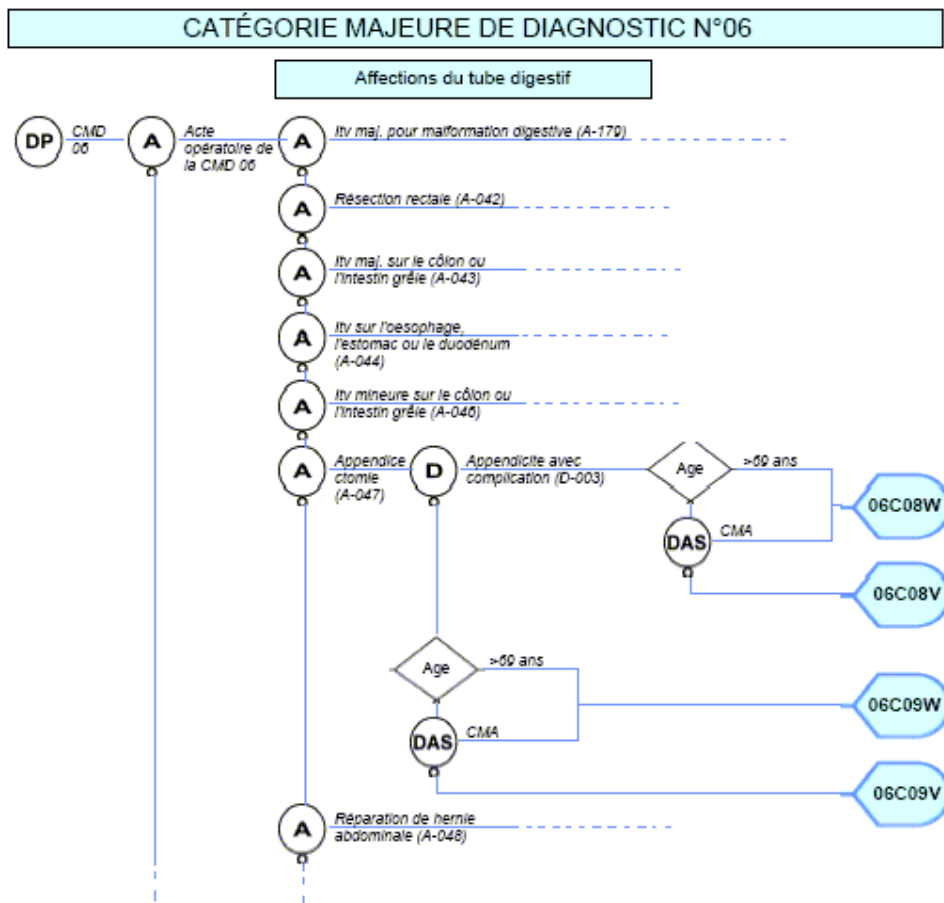 CATÉGORIE MAJEURE DE DIAGNOSTIC N°06
Affections du tube digestif
DP
CMD
06
A
Acte
opératoire de
la CMD 06
A
Itv maj. pour malformation digestive (A-179)
A
Résection rectale (A-042)
A
Itv maj. sur le côlon ou
l'intestin grêle (A-043)
A
Itv sur l'oesophage,
l'estomac ou le duodénum
(A-044)
A
Itv mineure sur le côlon ou
l'intestin grêle (A-046)
A
Appendice
ctomie
(A-047)
D
Appendicite avec
complication (D-003)
Age
>69 ans
06C08W
DAS
CMA
06C08V
Age
>69 ans
06C09W
DAS
CMA
06C09V
A
Réparation de hernie
abdominale (A-048)